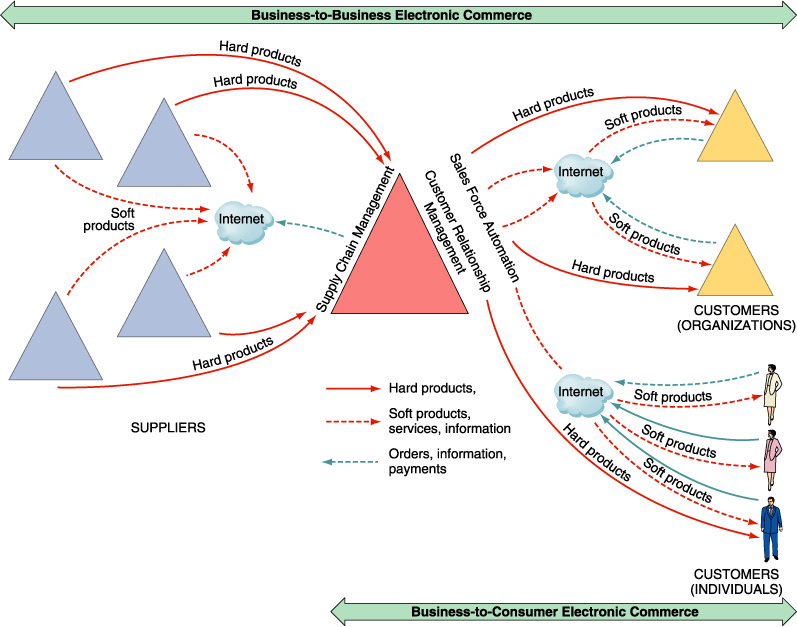 Business-to-Business Electronic Commerce
Hard products
Hard products
Soft
products
Internet
Hard products
SUPPLIERS
Supply Chain Management
Customer Relationship
Management
Sales Force Automation
Hard products
Soft products
Internet
Soft products
Hard products
CUSTOMERS
(ORGANIZATIONS)
Internet
Soft products
Soft products
Soft products
Hard products
CUSTOMERS
(INDIVIDUALS)
Hard products,
Soft products,
services, information
Orders, information,
payments
Business-to-Consumer Electronic Commerce